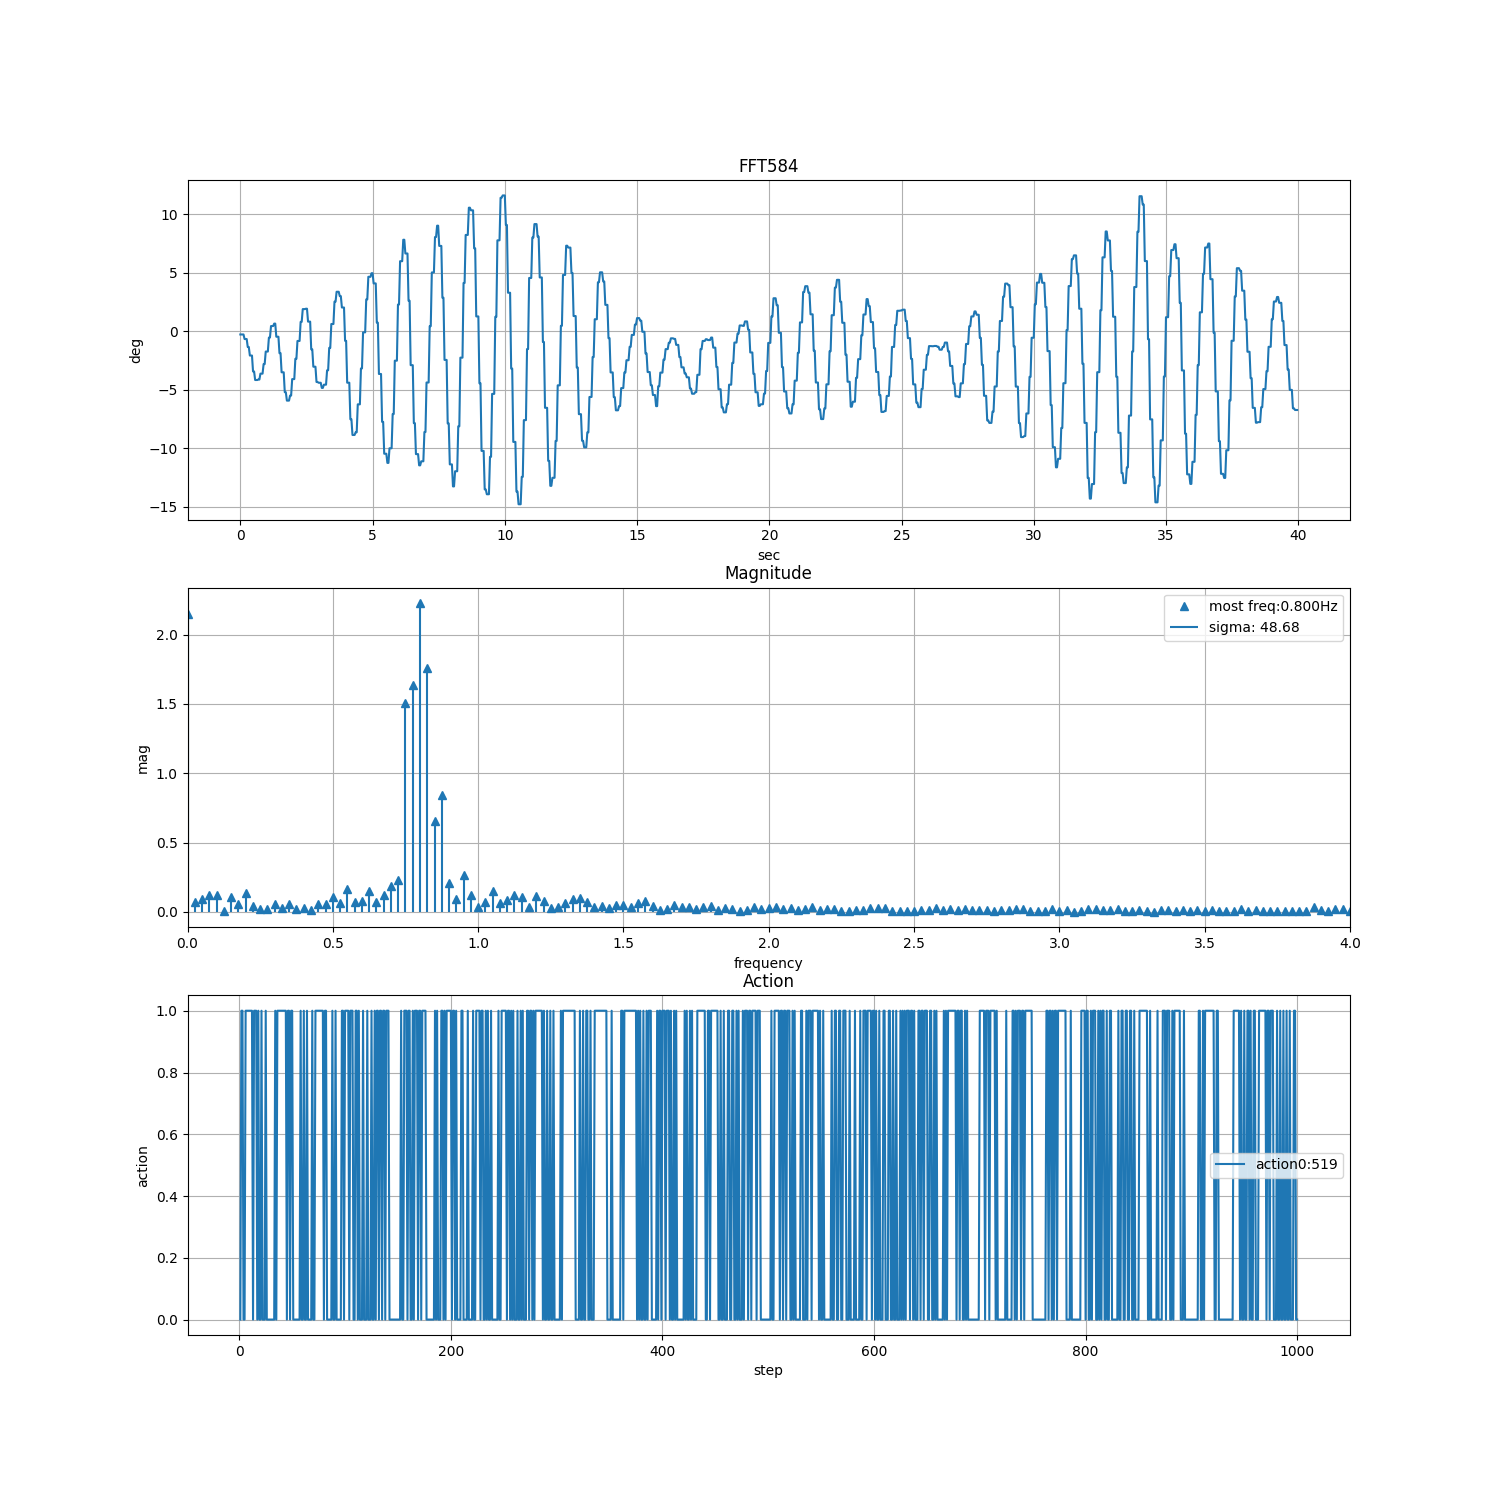 FFT584
10
5
0
−5
−10
−15
deg
0 5 10 15 20 25 30 35 40
sec
Magnitude
2.0
1.5
1.0
0.5
0.0
mag
most freq:0.800Hz
sigma: 48.68
0.0 0.5 1.0 1.5 2.0 2.5 3.0 3.5 4.0
frequency
Action
1.0
0.8
0.6
0.4
0.2
0.0
action
action0:519
0 200 400 600 800 1000
step